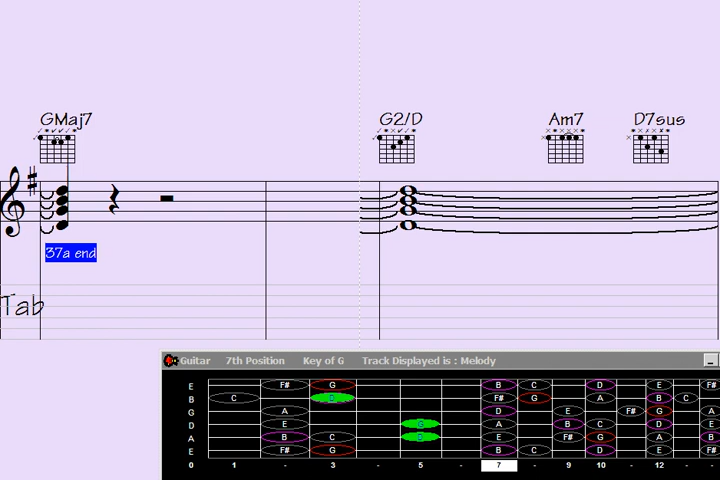 GMaj7 G2/D Am7 D7sus
37a end
Tab
Guitar 7th Position Key of G Track Displayed is : Melody
E F# G B C D E F#
B C D F# G A B C
G A D E F# G A
D E G A B C D E
A B C D E F# G A B
E F# G B C D E F#
0 1 - 3 - 5 - 7 - 9 10 - 12 - -